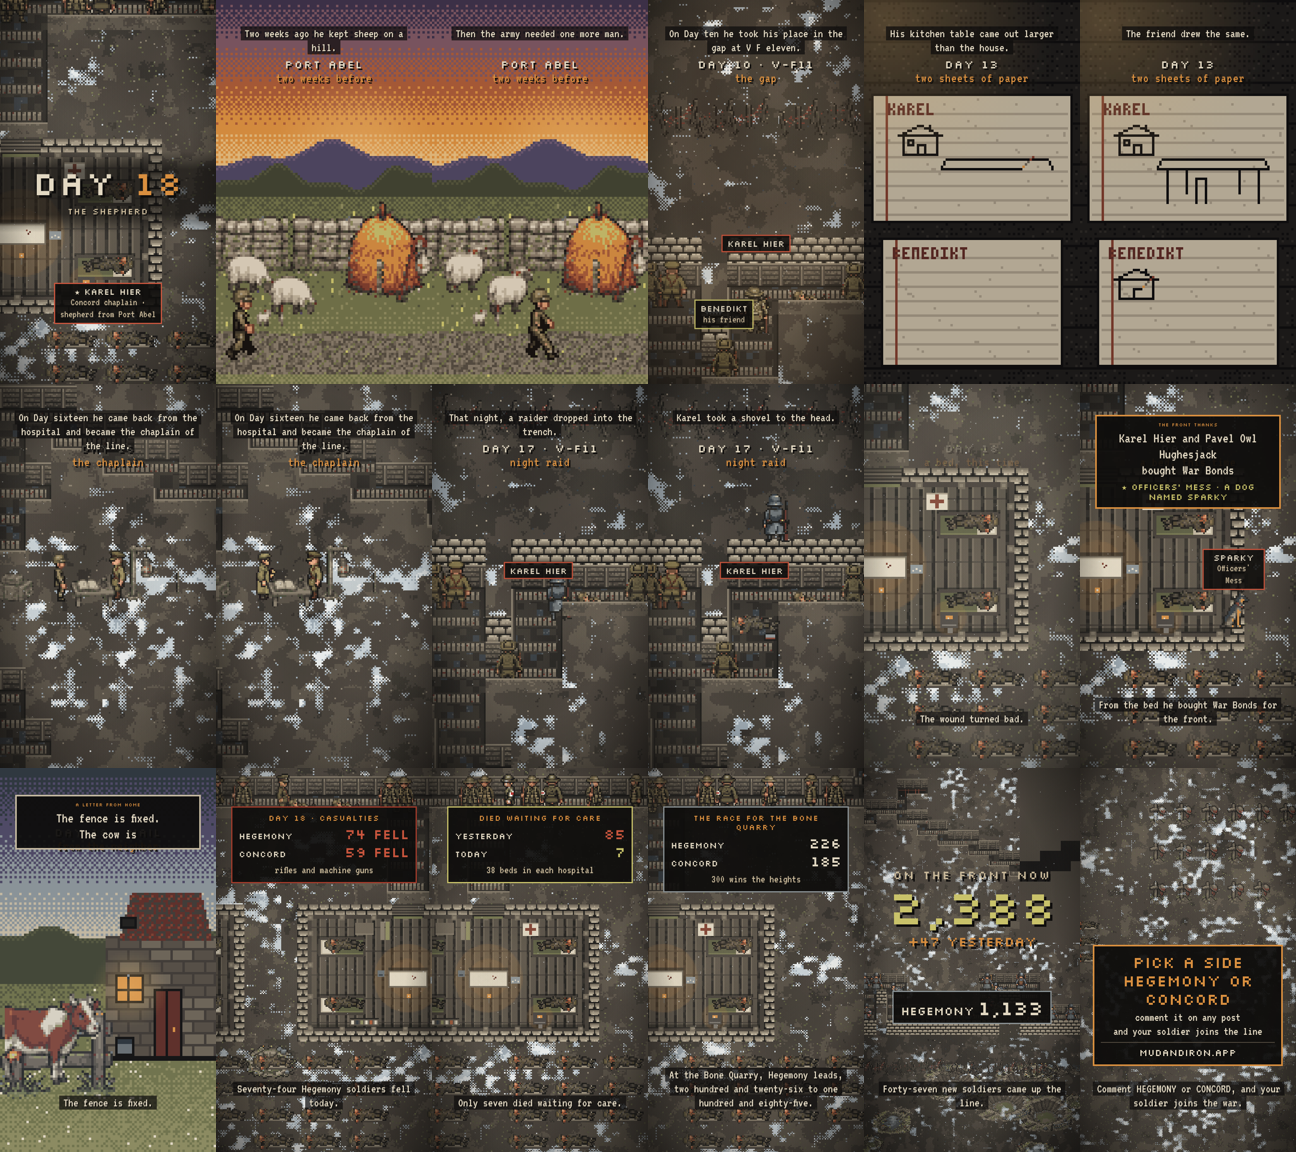 DAY 18
THE SHEPHERD
★ KAREL HIER
Concord chaplain ·
shepherd from Port Abel
Two weeks ago he kept sheep on a
hill.
PORT ABEL
two weeks before
Then the army needed one more man.
PORT ABEL
two weeks before
On Day ten he took his place in the
gap at V F eleven.
DAY 10 · V-F11
the gap
KAREL HIER
BENEDIKT
his friend
His kitchen table came out larger
than the house.
DAY 13
two sheets of paper
KAREL
BENEDIKT
The friend drew the same.
DAY 13
two sheets of paper
KAREL
BENEDIKT
On Day sixteen he came back from the
hospital and became the chaplain of
the line.
the chaplain
On Day sixteen he came back from the
hospital and became the chaplain of
the line.
the chaplain
That night, a raider dropped into the
trench.
DAY 17 · V-F11
night raid
KAREL HIER
Karel took a shovel to the head.
DAY 17 · V-F11
night raid
KAREL HIER
The wound turned bad.
THE FRONT THANKS
Karel Hier and Pavel Owl
Hughesjack
bought War Bonds
★ OFFICERS' MESS · A DOG
NAMED SPARKY
SPARKY
Officers'
Mess
From the bed he bought War Bonds for
the front.
A LETTER FROM HOME
The fence is fixed.
The cow is
The fence is fixed.
DAY 18 · CASUALTIES
HEGEMONY 74 FELL
CONCORD 59 FELL
rifles and machine guns
Seventy-four Hegemony soldiers fell
today.
DIED WAITING FOR CARE
YESTERDAY 85
TODAY 7
38 beds in each hospital
Only seven died waiting for care.
THE RACE FOR THE BONE
QUARRY
HEGEMONY 226
CONCORD 185
300 wins the heights
At the Bone Quarry, Hegemony leads,
two hundred and twenty-six to one
hundred and eighty-five.
ON THE FRONT NOW
2,388
+47 YESTERDAY
HEGEMONY 1,133
Forty-seven new soldiers came up the
line.
PICK A SIDE
HEGEMONY OR
CONCORD
comment it on any post
and your soldier joins the line
MUDANDIRON.APP
Comment HEGEMONY or CONCORD, and your
soldier joins the war.